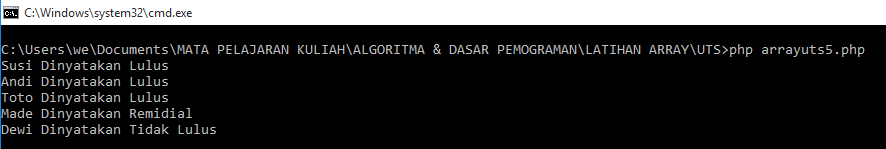 C:\Windows\system32\cmd.exe
C:\Users\we\Documents\MATA PELAJARAN KULIAH\ALGORITMA & DASAR PEMOGRAMAN\LATIHAN ARRAY\UTS>php arrayuts5.php
Susi Dinyatakan Lulus
Andi Dinyatakan Lulus
Toto Dinyatakan Lulus
Made Dinyatakan Remidial
Dewi Dinyatakan Tidak Lulus